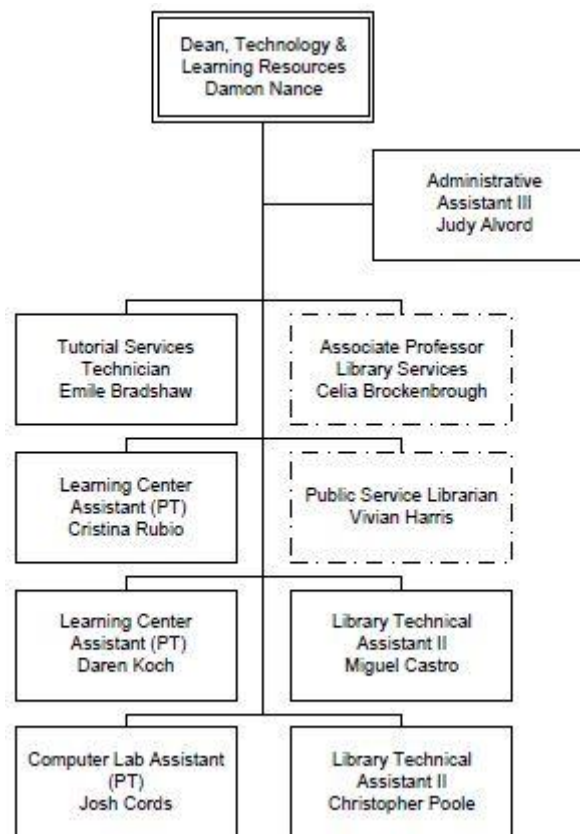 Dean, Technology &
Learning Resources
Damon Nance
Administrative
Assistant III
Judy Alvord
Tutorial Services
Technician
Emile Bradshaw
Associate Professor
Library Services
Celia Brockenbrough
Learning Center
Assistant (PT)
Cristina Rubio
Public Service Librarian
Vivian Harris
Learning Center
Assistant (PT)
Daren Koch
Library Technical
Assistant II
Miguel Castro
Computer Lab Assistant
(PT)
Josh Cords
Library Technical
Assistant II
Christopher Poole